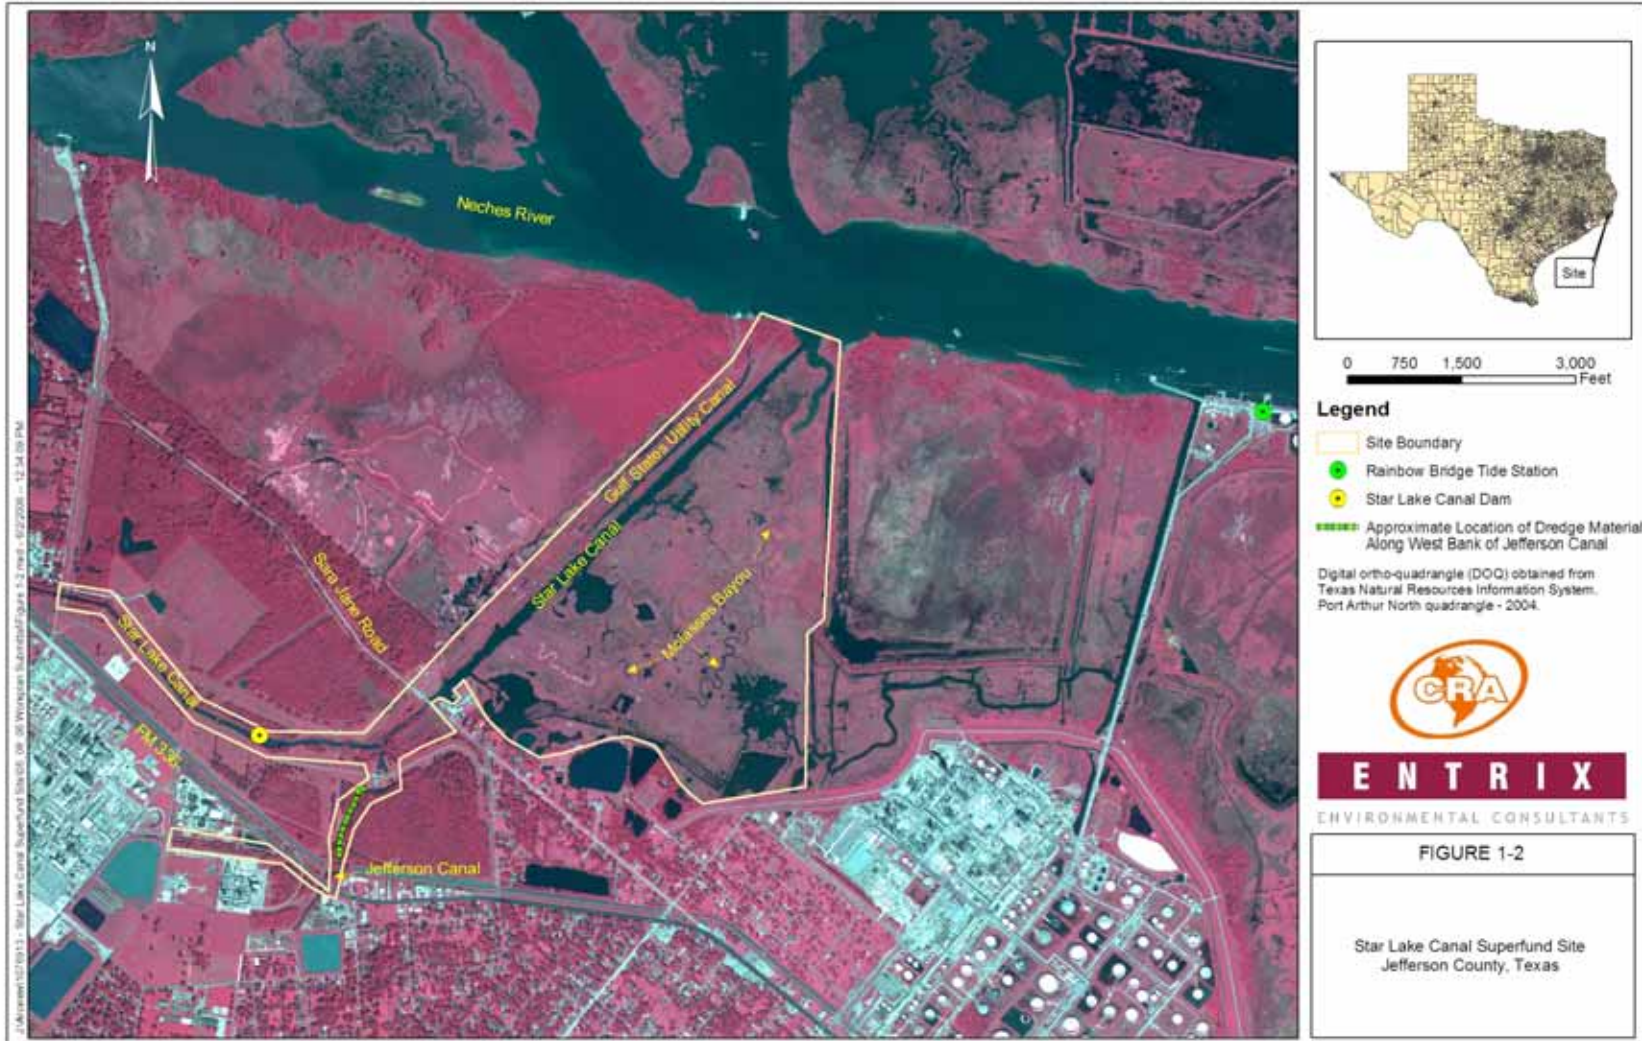 N
Neches River
Gulf States Utility Canal
Star Lake Canal
Molasses Bayou
Sara Jane Road
Star Lake Canal
FM 336
Jefferson Canal
Site
0 750 1,500 3,000
Feet
Legend
Site Boundary
Rainbow Bridge Tide Station
Star Lake Canal Dam
Approximate Location of Dredge Material
Along West Bank of Jefferson Canal
Digital ortho-quadrangle (DOQ) obtained from
Texas Natural Resources Information System.
Port Arthur North quadrangle - 2004.
CRA
ENTRIX
ENVIRONMENTAL CONSULTANTS
FIGURE 1-2
Star Lake Canal Superfund Site
Jefferson County, Texas